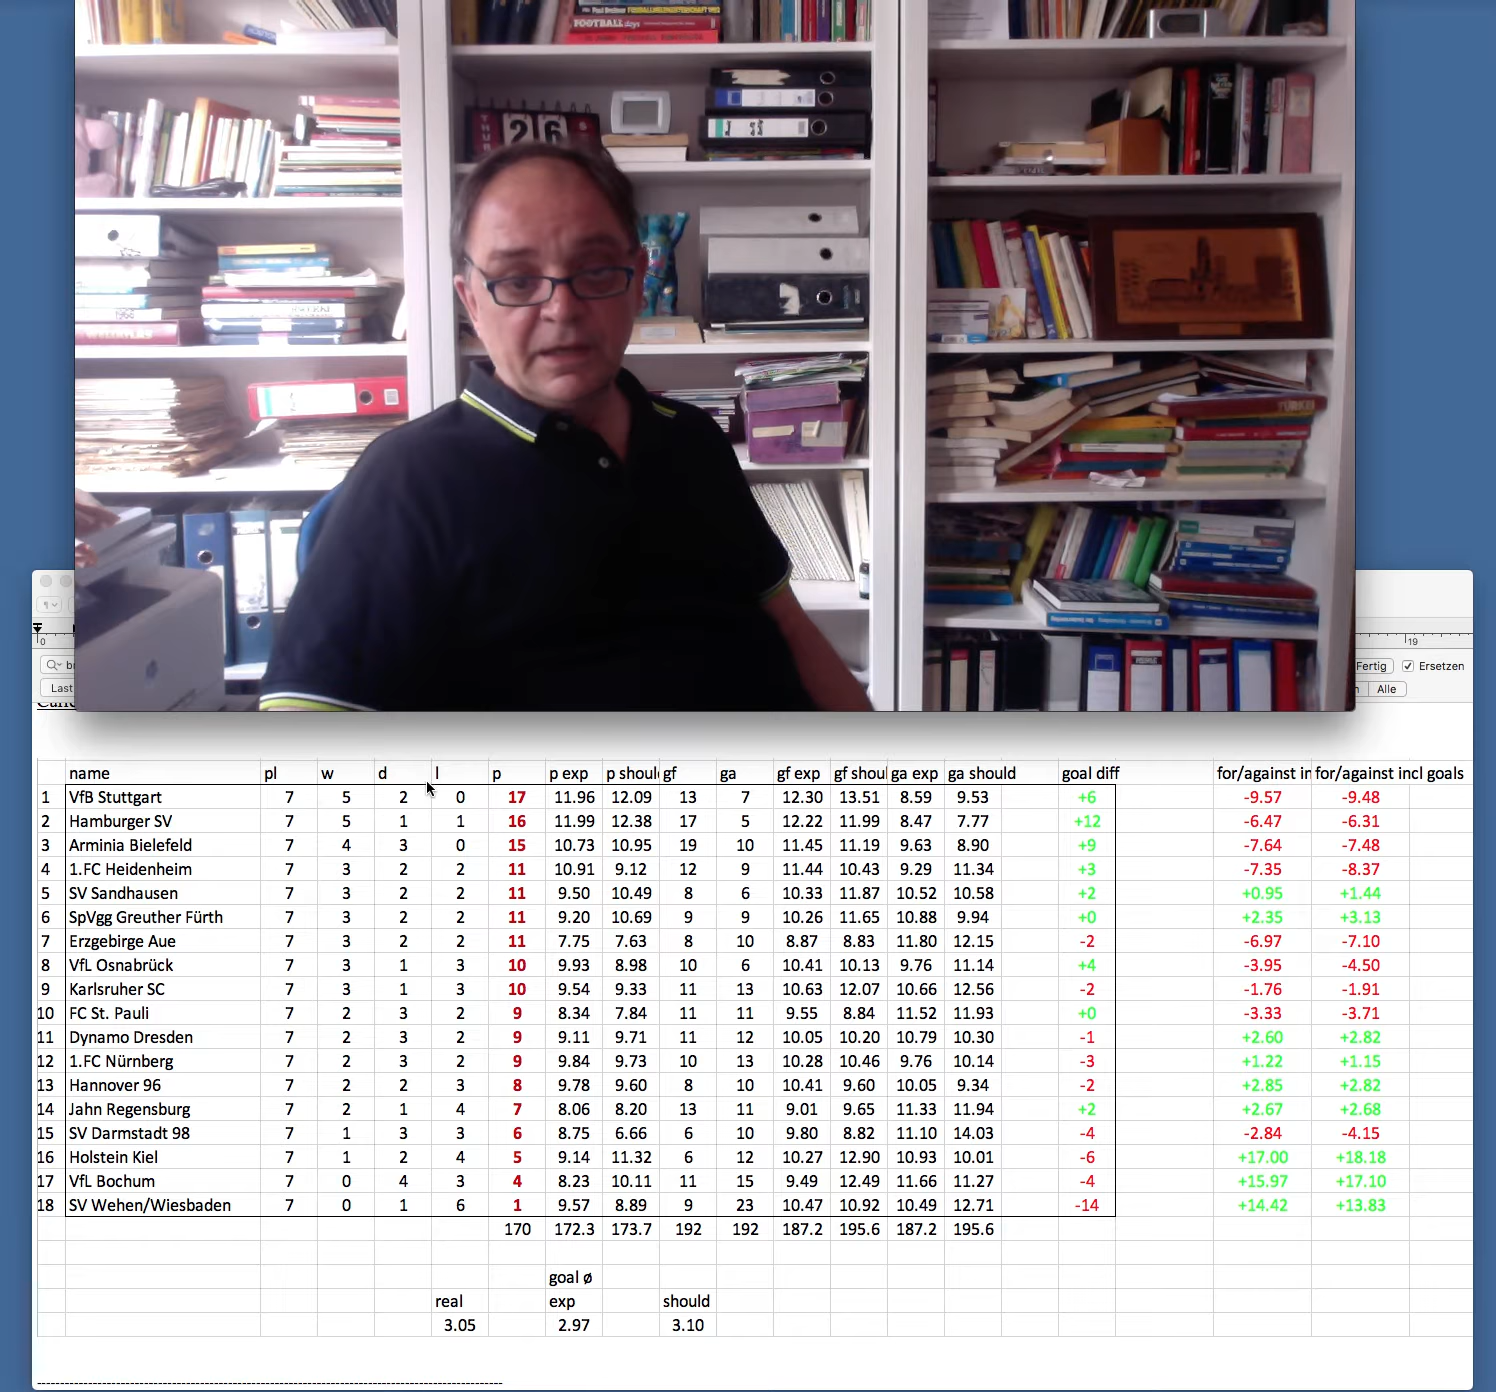 FOOTBALL days
26
1966
TÜRKEI
0
19
Fertig
Ersetzen
Last
Alle
name pl w d l p p exp p shoul gf ga gf exp gf shoul ga exp ga should goal diff for/against in for/against incl goals
1 VfB Stuttgart 7 5 2 0 17 11.96 12.09 13 7 12.30 13.51 8.59 9.53 +6 -9.57 -9.48
2 Hamburger SV 7 5 1 1 16 11.99 12.38 17 5 12.22 11.99 8.47 7.77 +12 -6.47 -6.31
3 Arminia Bielefeld 7 4 3 0 15 10.73 10.95 19 10 11.45 11.19 9.63 8.90 +9 -7.64 -7.48
4 1.FC Heidenheim 7 3 2 2 11 10.91 9.12 12 9 11.44 10.43 9.29 11.34 +3 -7.35 -8.37
5 SV Sandhausen 7 3 2 2 11 9.50 10.49 8 6 10.33 11.87 10.52 10.58 +2 +0.95 +1.44
6 SpVgg Greuther Fürth 7 3 2 2 11 9.20 10.69 9 9 10.26 11.65 10.88 9.94 +0 +2.35 +3.13
7 Erzgebirge Aue 7 3 2 2 11 7.75 7.63 8 10 8.87 8.83 11.80 12.15 -2 -6.97 -7.10
8 VfL Osnabrück 7 3 1 3 10 9.93 8.98 10 6 10.41 10.13 9.76 11.14 +4 -3.95 -4.50
9 Karlsruher SC 7 3 1 3 10 9.54 9.33 11 13 10.63 12.07 10.66 12.56 -2 -1.76 -1.91
10 FC St. Pauli 7 2 3 2 9 8.34 7.84 11 11 9.55 8.84 11.52 11.93 +0 -3.33 -3.71
11 Dynamo Dresden 7 2 3 2 9 9.11 9.71 11 12 10.05 10.20 10.79 10.30 -1 +2.60 +2.82
12 1.FC Nürnberg 7 2 3 2 9 9.84 9.73 10 13 10.28 10.46 9.76 10.14 -3 +1.22 +1.15
13 Hannover 96 7 2 2 3 8 9.78 9.60 8 10 10.41 9.60 10.05 9.34 -2 +2.85 +2.82
14 Jahn Regensburg 7 2 1 4 7 8.06 8.20 13 11 9.01 9.65 11.33 11.94 +2 +2.67 +2.68
15 SV Darmstadt 98 7 1 3 3 6 8.75 6.66 6 10 9.80 8.82 11.10 14.03 -4 -2.84 -4.15
16 Holstein Kiel 7 1 2 4 5 9.14 11.32 6 12 10.27 12.90 10.93 10.01 -6 +17.00 +18.18
17 VfL Bochum 7 0 4 3 4 8.23 10.11 11 15 9.49 12.49 11.66 11.27 -4 +15.97 +17.10
18 SV Wehen/Wiesbaden 7 0 1 6 1 9.57 8.89 9 23 10.47 10.92 10.49 12.71 -14 +14.42 +13.83
170 172.3 173.7 192 192 187.2 195.6 187.2 195.6
goal ø
real exp should
3.05 2.97 3.10